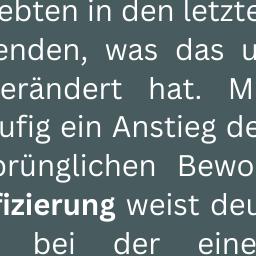 ebten in den letzte
enden, was das u
erändert hat. M
ufig ein Anstieg de
prünglichen Bewo
fizierung weist deu
bei der eine